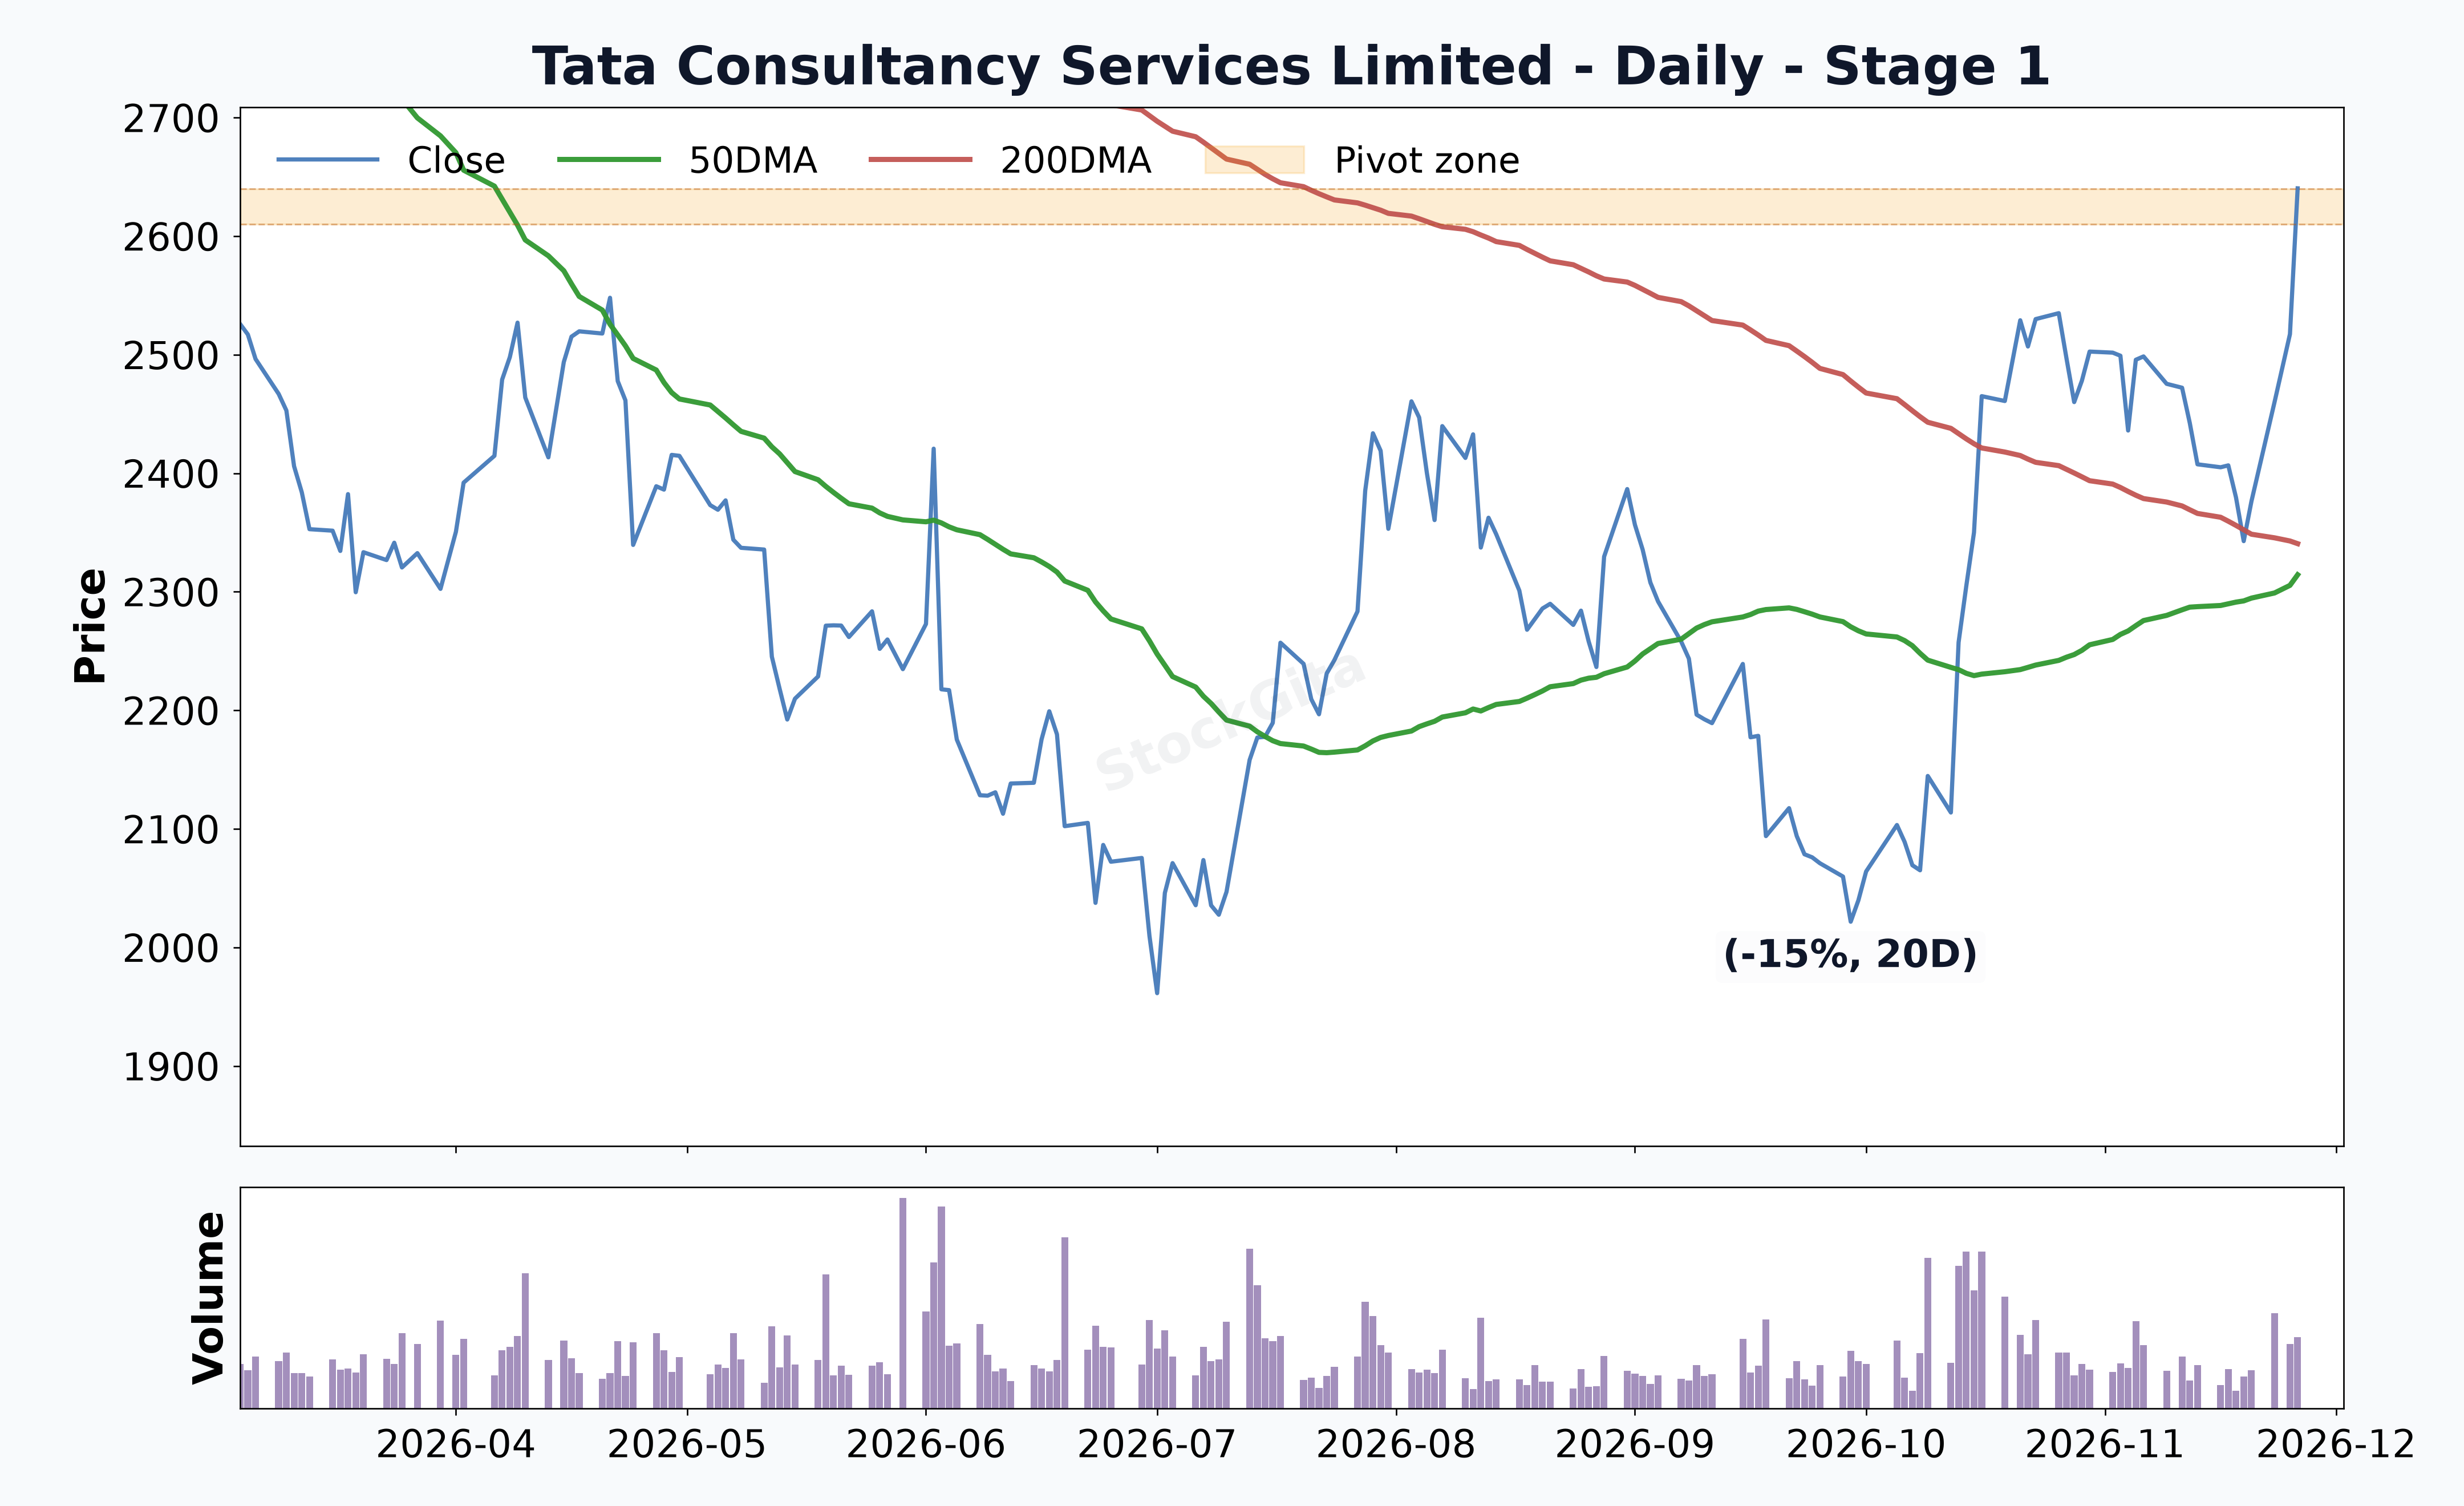 Tata Consultancy Services Limited - Daily - Stage 1
Close 50DMA 200DMA Pivot zone
Price
2700
2600
2500
2400
2300
2200
2100
2000
1900
StockGita
(-15%, 20D)
Volume
2026-04 2026-05 2026-06 2026-07 2026-08 2026-09 2026-10 2026-11 2026-12